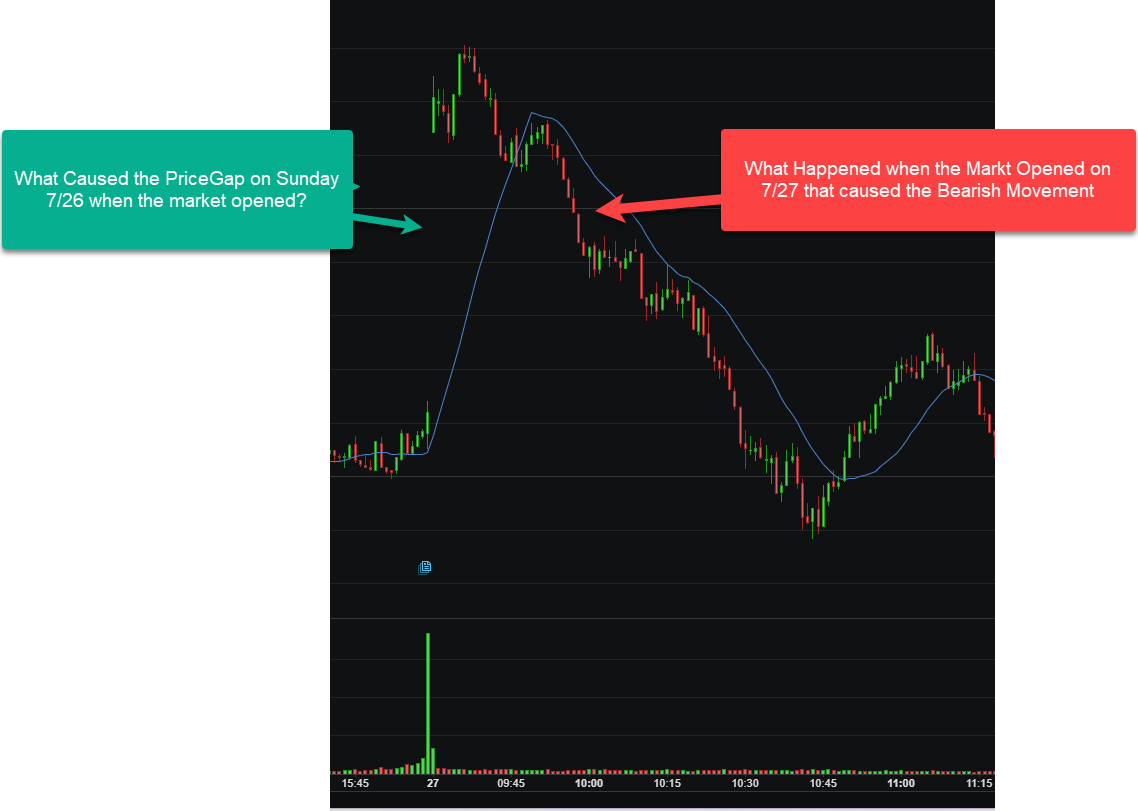 What Caused the PriceGap on Sunday
7/26 when the market opened?
What Happened when the Markt Opened on
7/27 that caused the Bearish Movement
15:45 27 09:45 10:00 10:15 10:30 10:45 11:00 11:15